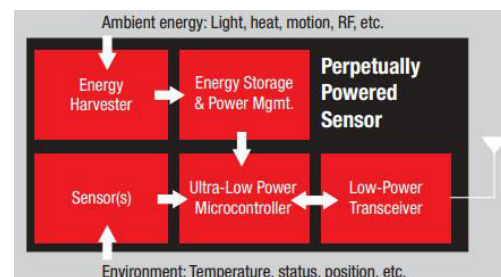 Ambient energy: Light, heat, motion, RF, etc.
Energy
Harvester
Energy Storage
& Power Mgmt.
Perpetually
Powered
Sensor
Sensor(s)
Ultra-Low Power
Microcontroller
Low-Power
Transceiver
Environment: Temperature, status, position, etc.